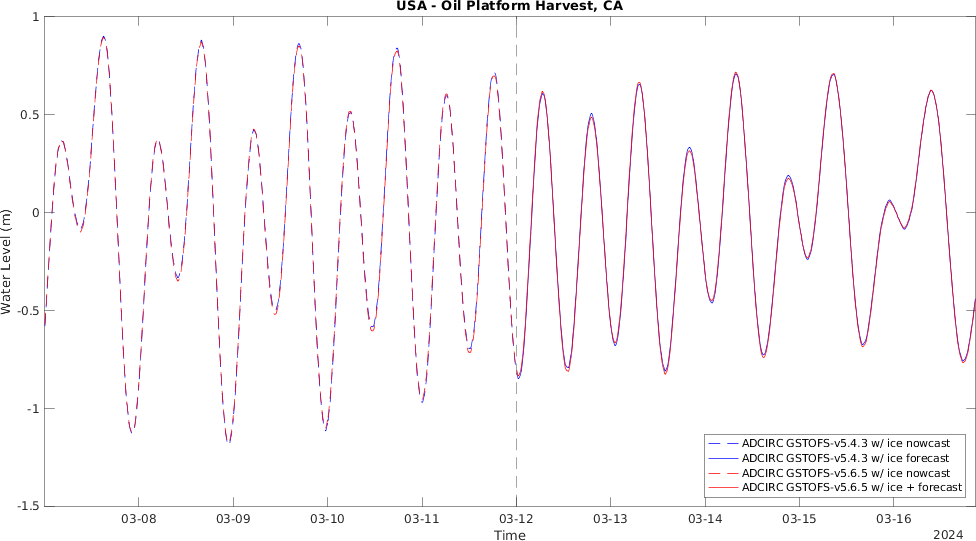 USA - Oil Platform Harvest, CA
1
0.5
0
-0.5
-1
-1.5
Water Level (m)
03-08 03-09 03-10 03-11 03-12 03-13 03-14 03-15 03-16
Time
2024
ADCIRC GSTOFS-v5.4.3 w/ ice nowcast
ADCIRC GSTOFS-v5.4.3 w/ ice forecast
ADCIRC GSTOFS-v5.6.5 w/ ice nowcast
ADCIRC GSTOFS-v5.6.5 w/ ice + forecast